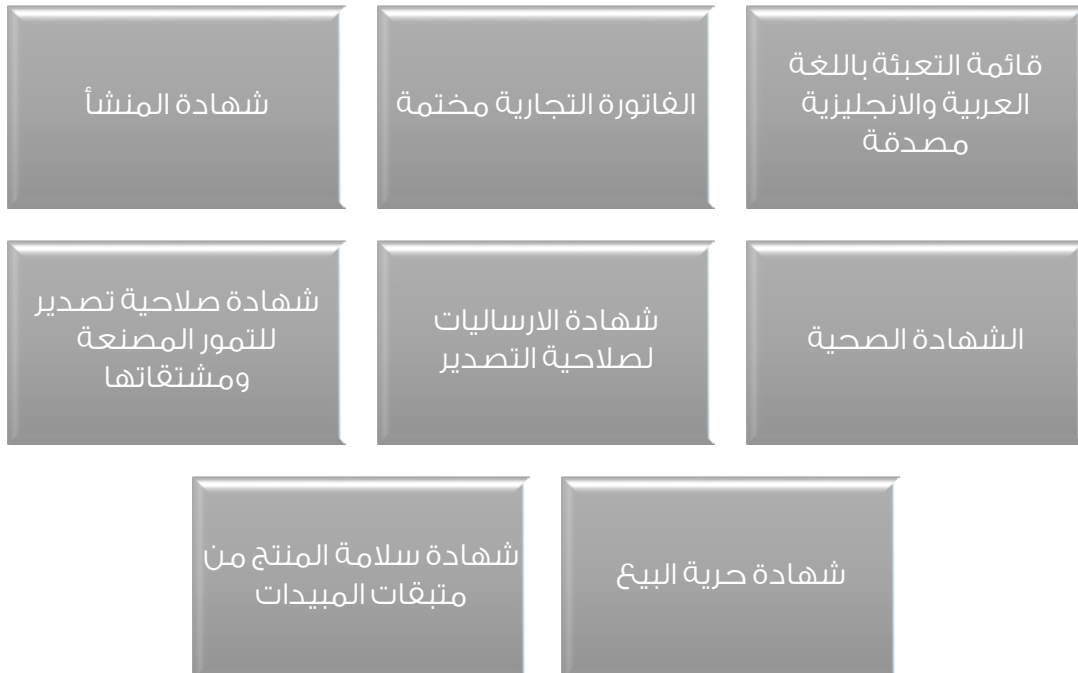 قائمة التعبئة باللغة
العربية والانجليزية
مصدقة
الفاتورة التجارية مختمة
شهادة المنشأ
الشهادة الصحية
شهادة الارساليات
لصلاحية التصدير
شهادة صلاحية تصدير
للتمور المصنعة
ومشتقاتها
شهادة حرية البيع
شهادة سلامة المنتج من
متبقات المبيدات